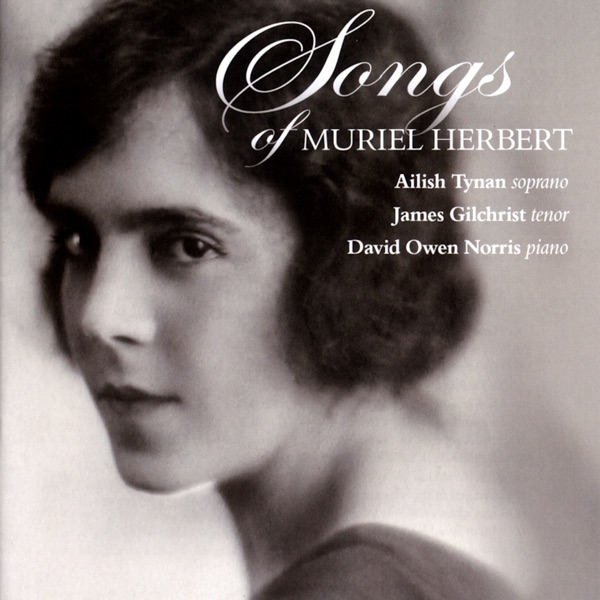 Songs
of MURIEL HERBERT
Ailish Tynan soprano
James Gilchrist tenor
David Owen Norris piano